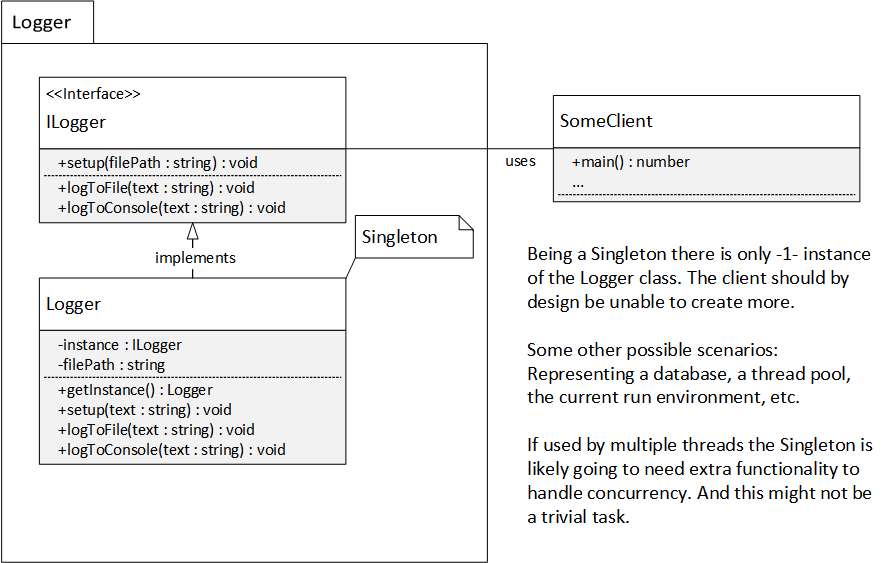 Logger
<<Interface>>
ILogger
+setup(filePath : string) : void
+logToFile(text : string) : void
+logToConsole(text : string) : void
implements
Singleton
Logger
-instance : ILogger
-filePath : string
+getInstance() : Logger
+setup(text : string) : void
+logToFile(text : string) : void
+logToConsole(text : string) : void
uses
SomeClient
+main() : number
...
Being a Singleton there is only -1- instance
of the Logger class. The client should by
design be unable to create more.
Some other possible scenarios:
Representing a database, a thread pool,
the current run environment, etc.
If used by multiple threads the Singleton is
likely going to need extra functionality to
handle concurrency. And this might not be
a trivial task.